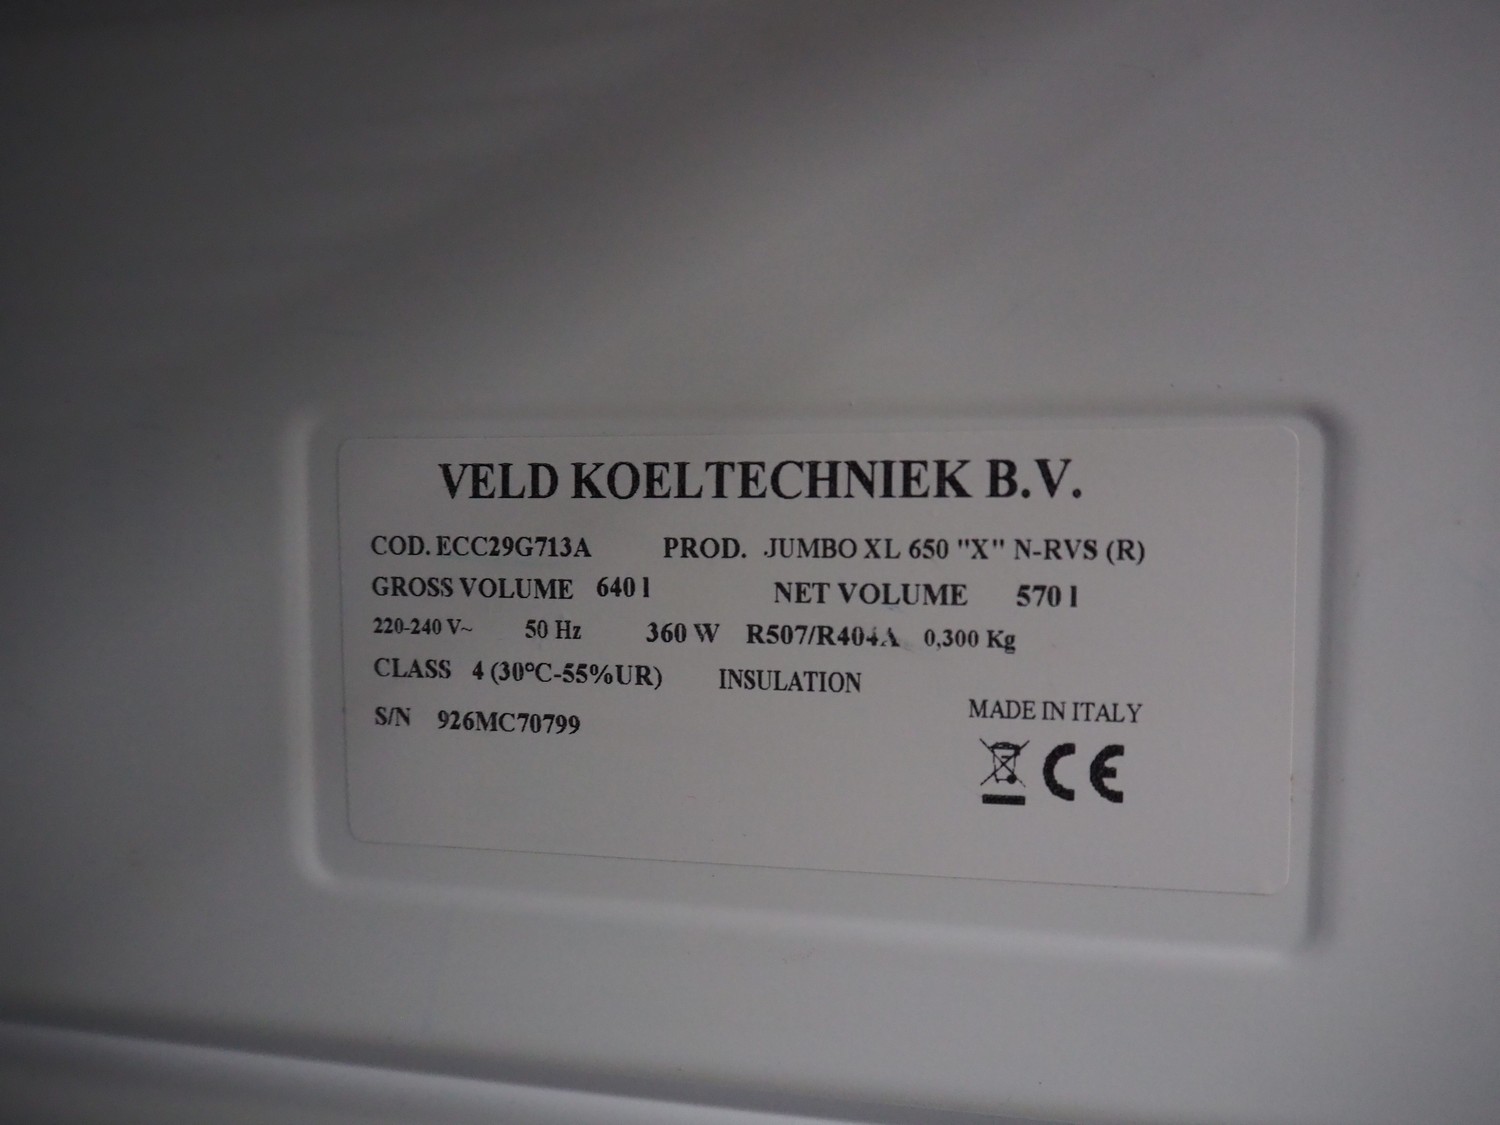 VELD KOELTECHNIEK B.V.
COD. ECC29G713A PROD. JUMBO XL 650 "X" N-RVS (R)
GROSS VOLUME 640 l NET VOLUME 570 l
220-240 V~ 50 Hz 360 W R507/R404A 0,300 Kg
CLASS 4 (30°C-55%UR) INSULATION
S/N 926MC70799
MADE IN ITALY
CE